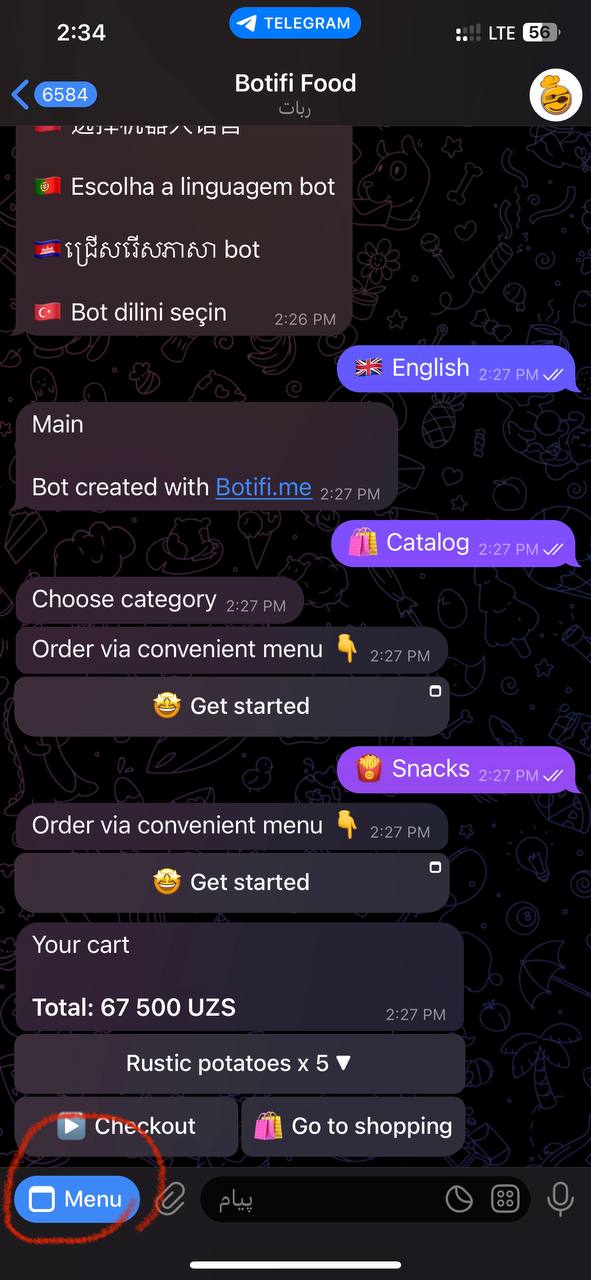 2:34
TELEGRAM
LTE 56
6584
Botifi Food
ربات
Escolha a linguagem bot
ជ្រើសរើសភាសា bot
Bot dilini seçin 2:26 PM
English 2:27 PM
Main
Bot created with Botifi.me 2:27 PM
Catalog 2:27 PM
Choose category 2:27 PM
Order via convenient menu 👇 2:27 PM
🤩 Get started
🍟 Snacks 2:27 PM
Order via convenient menu 👇 2:27 PM
🤩 Get started
Your cart
Total: 67 500 UZS 2:27 PM
Rustic potatoes x 5 ▼
▶️ Checkout
🛍 Go to shopping
Menu
پیام